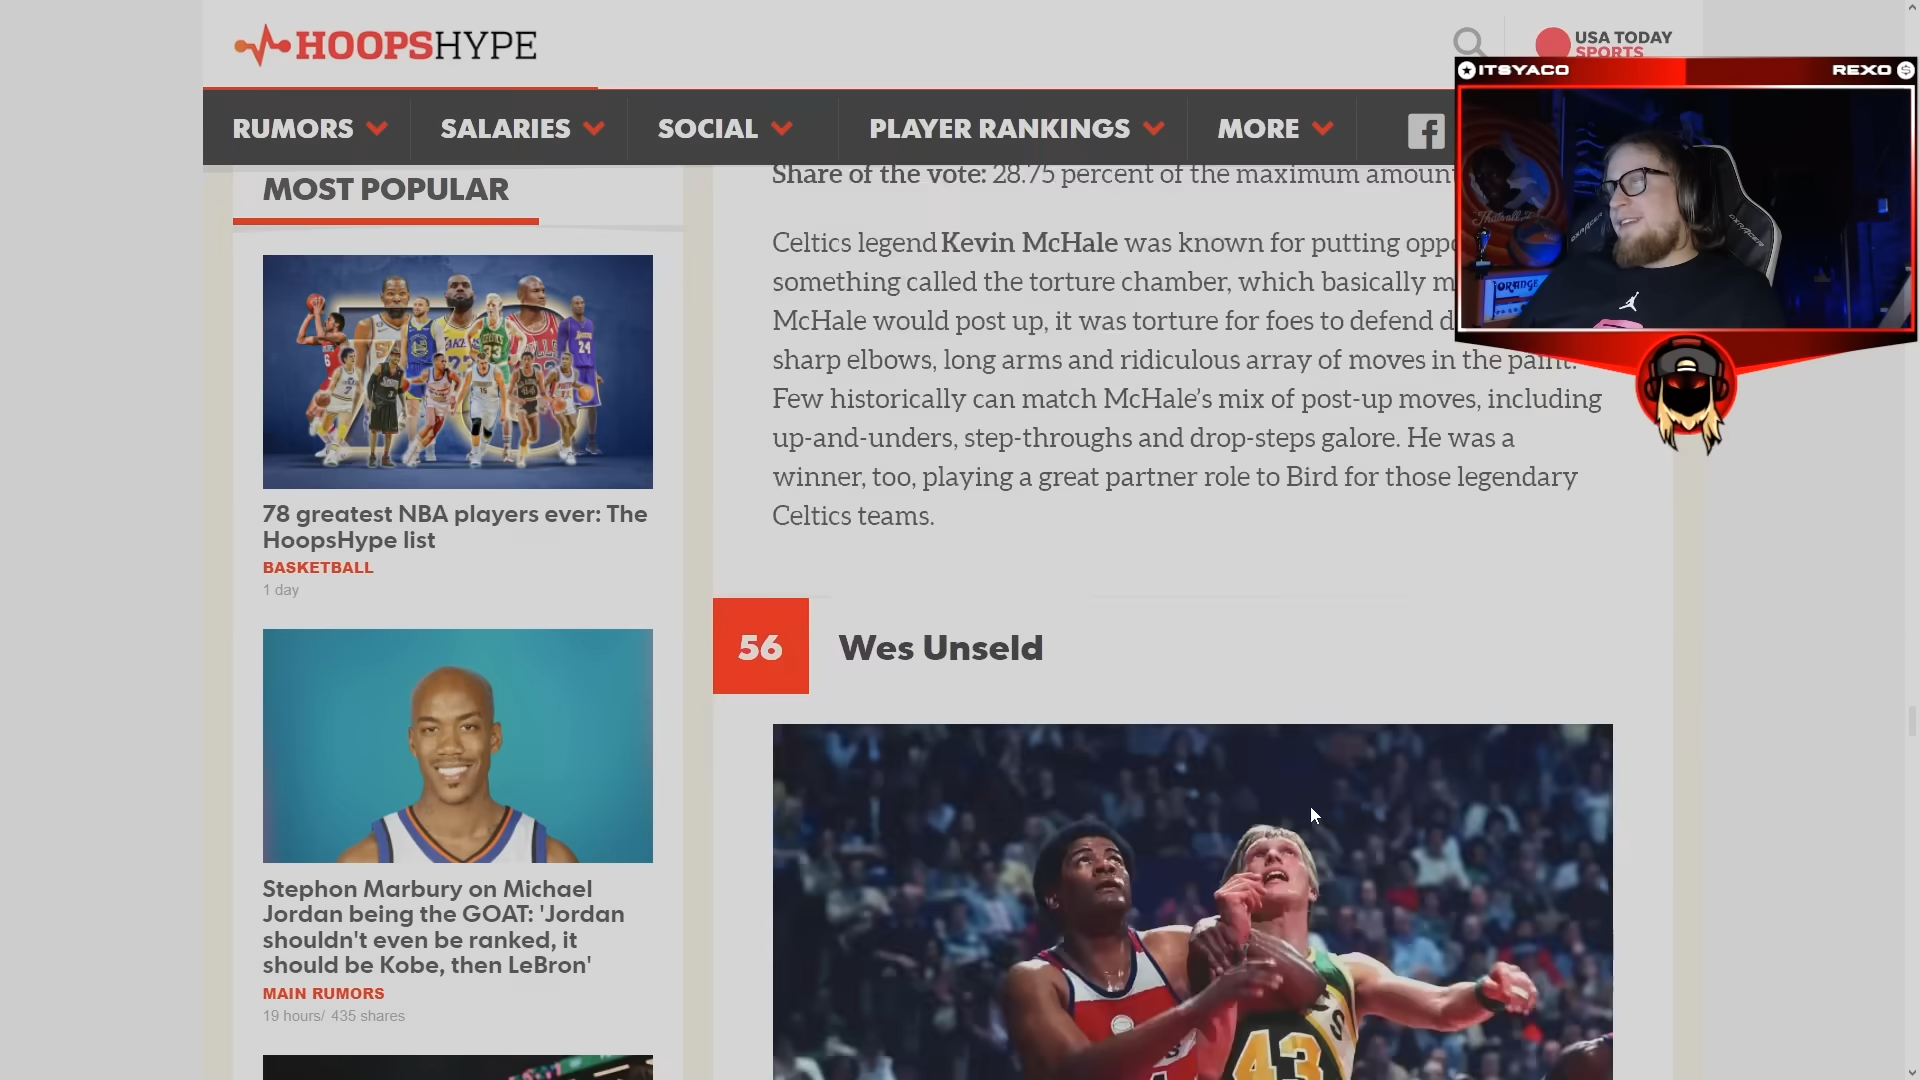 HOOPSHYPE
USA TODAY
SPORTS
ITSYACO
REXO
RUMORS
SALARIES
SOCIAL
PLAYER RANKINGS
MORE
MOST POPULAR
78 greatest NBA players ever: The
HoopsHype list
BASKETBALL
1 day
Stephon Marbury on Michael
Jordan being the GOAT: 'Jordan
shouldn't even be ranked, it
should be Kobe, then LeBron'
MAIN RUMORS
19 hours/ 435 shares
Share of the vote: 28.75 percent of the maximum amount
Celtics legend Kevin McHale was known for putting
something called the torture chamber, which basically
McHale would post up, it was torture for foes to defend
sharp elbows, long arms and ridiculous array of moves in the paint.
Few historically can match McHale’s mix of post-up moves, including
up-and-unders, step-throughs and drop-steps galore. He was a
winner, too, playing a great partner role to Bird for those legendary
Celtics teams.
56
Wes Unseld
43
ORANGE